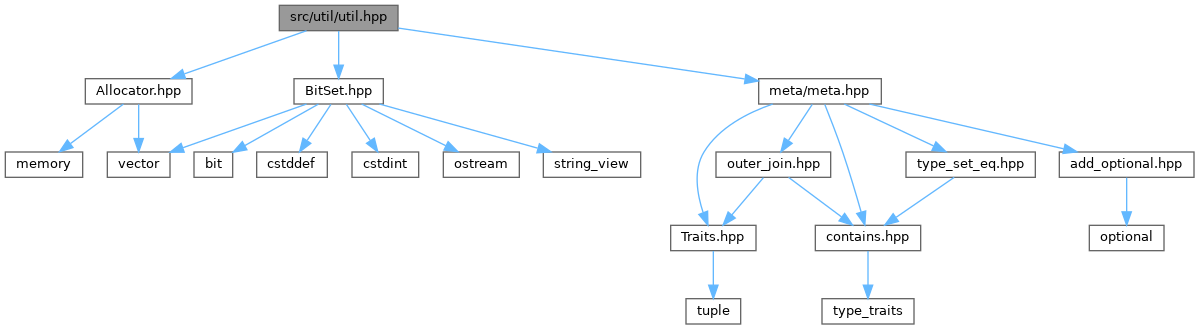 src/util/util.hpp
Allocator.hpp
BitSet.hpp
meta/meta.hpp
memory
vector
bit
cstddef
cstdint
ostream
string_view
outer_join.hpp
type_set_eq.hpp
add_optional.hpp
Traits.hpp
contains.hpp
optional
tuple
type_traits